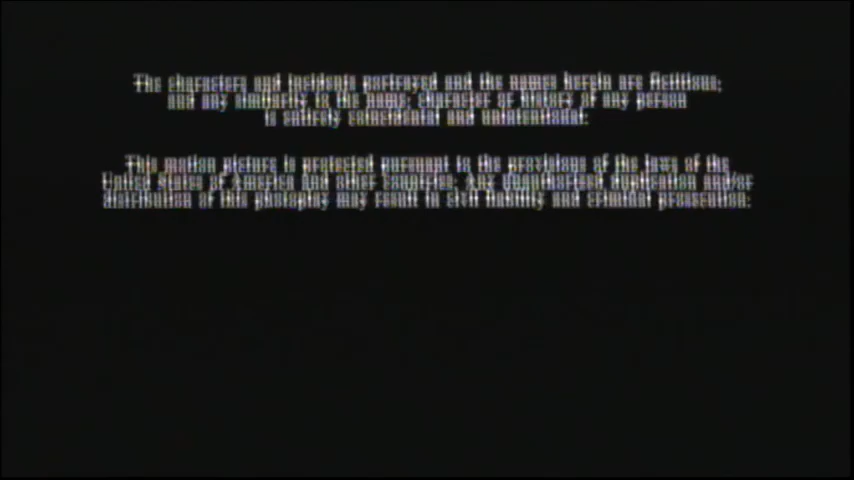 The characters and incidents portrayed and the names herein are fictitious,
and any similarity to the name, character or history of any person
is entirely coincidental and unintentional.
This motion picture is protected pursuant to the provisions of the laws of the
United States of America and other countries. Any unauthorized duplication and/or
distribution of this photoplay may result in civil liability and criminal prosecution.